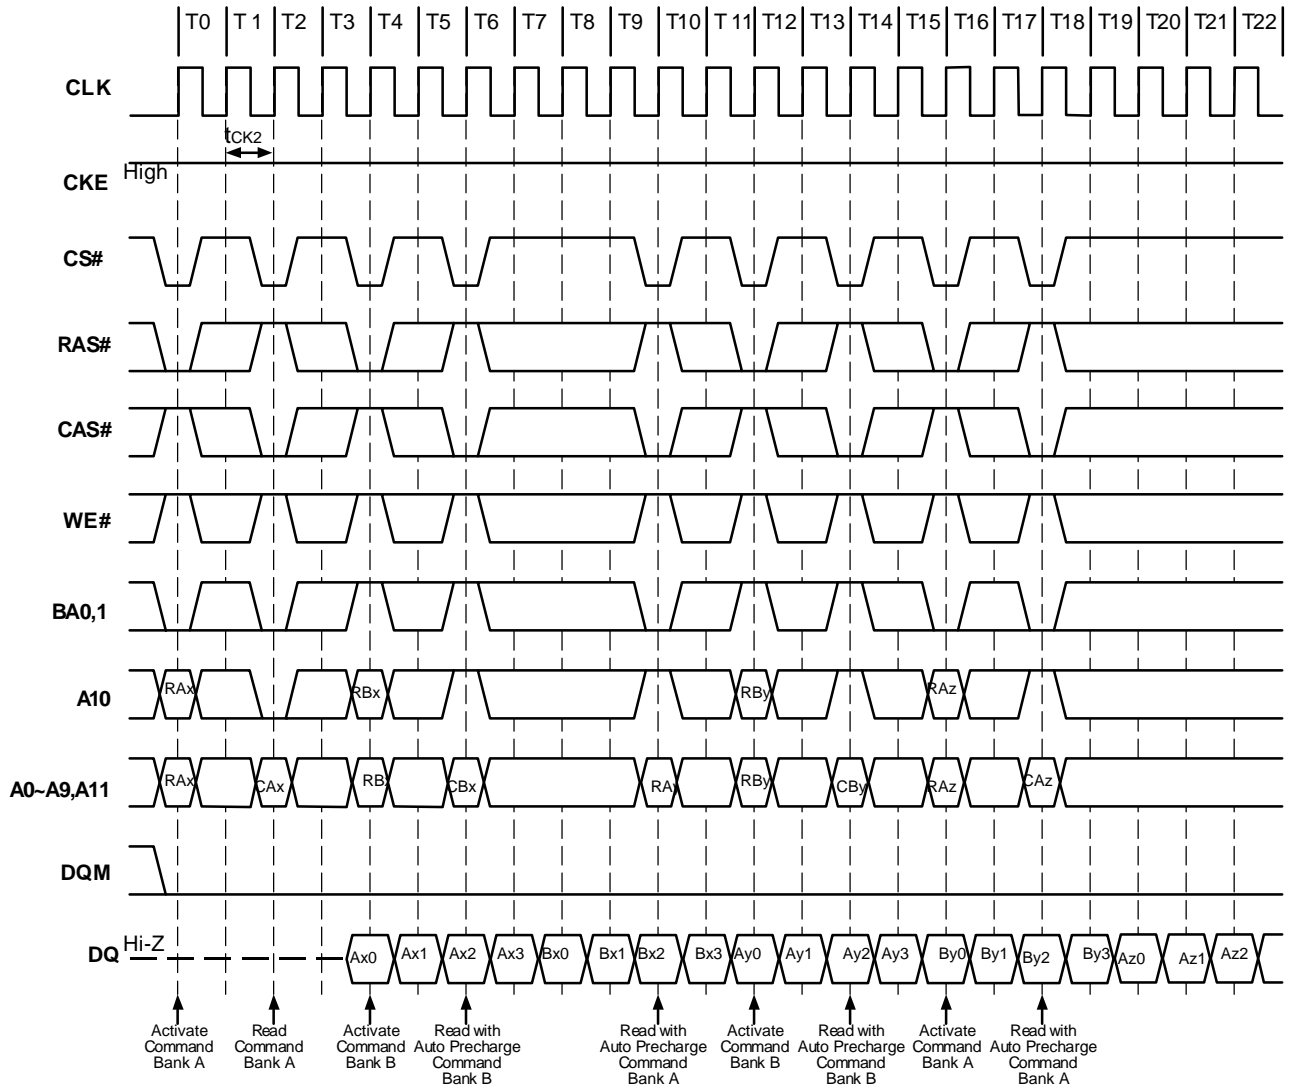 T0 T1 T2 T3 T4 T5 T6 T7 T8 T9 T10 T11 T12 T13 T14 T15 T16 T17 T18 T19 T20 T21 T22
CLK
tCK2
High
CKE
CS#
RAS#
CAS#
WE#
BA0,1
A10 RAx RBx RBy RAz
A0~A9,A11 RAx CAx RB CBx RA RBy CBy RAz CAz
DQM
DQ Hi-Z Ax0 Ax1 Ax2 Ax3 Bx0 Bx1 Bx2 Bx3 Ay0 Ay1 Ay2 Ay3 By0 By1 By2 By3 Az0 Az1 Az2
Activate
Command
Bank A
Read
Command
Bank A
Activate
Command
Bank B
Read with
Auto Precharge
Command
Bank B
Read with
Auto Precharge
Command
Bank A
Activate
Command
Bank B
Read with
Auto Precharge
Command
Bank B
Activate
Command
Bank A
Read with
Auto Precharge
Command
Bank A